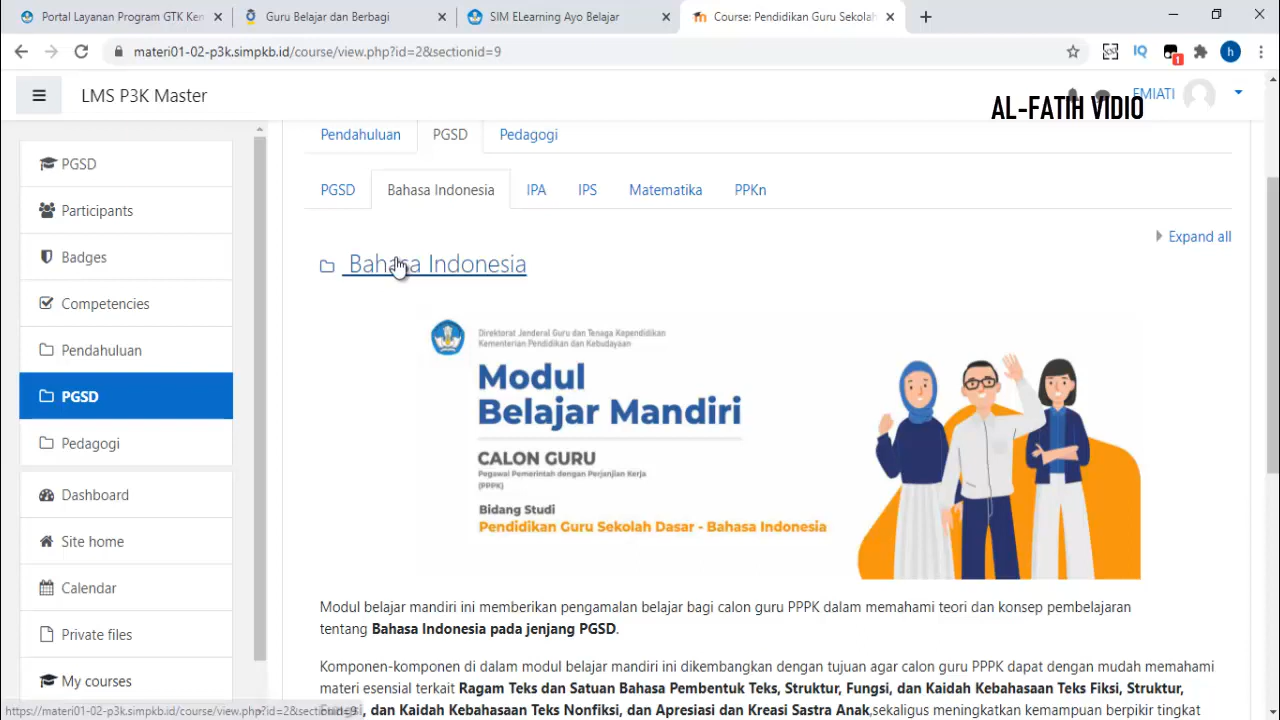 Portal Layanan Program GTK Ken
Guru Belajar dan Berbagi
SIM ELearning Ayo Belajar
Course: Pendidikan Guru Sekolah
materi01-02-p3k.simpkb.id/course/view.php?id=2&sectionid=9
IQ
1
h
LMS P3K Master
EMIATI
AL-FATIH VIDIO
Pendahuluan
PGSD
Pedagogi
PGSD
Bahasa Indonesia
IPA
IPS
Matematika
PPKn
Expand all
Bahasa Indonesia
PGSD
Participants
Badges
Competencies
Pendahuluan
PGSD
Pedagogi
Dashboard
Site home
Calendar
Private files
My courses
Direktorat Jenderal Guru dan Tenaga Kependidikan
Kementerian Pendidikan dan Kebudayaan
Modul
Belajar Mandiri
CALON GURU
Pegawai Pemerintah dengan Perjanjian Kerja
(PPPK)
Bidang Studi
Pendidikan Guru Sekolah Dasar - Bahasa Indonesia
Modul belajar mandiri ini memberikan pengamalan belajar bagi calon guru PPPK dalam memahami teori dan konsep pembelajaran
tentang Bahasa Indonesia pada jenjang PGSD.
Komponen-komponen di dalam modul belajar mandiri ini dikembangkan dengan tujuan agar calon guru PPPK dapat dengan mudah memahami
materi esensial terkait Ragam Teks dan Satuan Bahasa Pembentuk Teks, Struktur, Fungsi, dan Kaidah Kebahasaan Teks Fiksi, Struktur,
dan Kaidah Kebahasaan Teks Nonfiksi, dan Apresiasi dan Kreasi Sastra Anak,sekaligus meningkatkan kemampuan berpikir tingkat
https://materi01-02-p3k.simpkb.id/course/view.php?id=2&sectionid=9